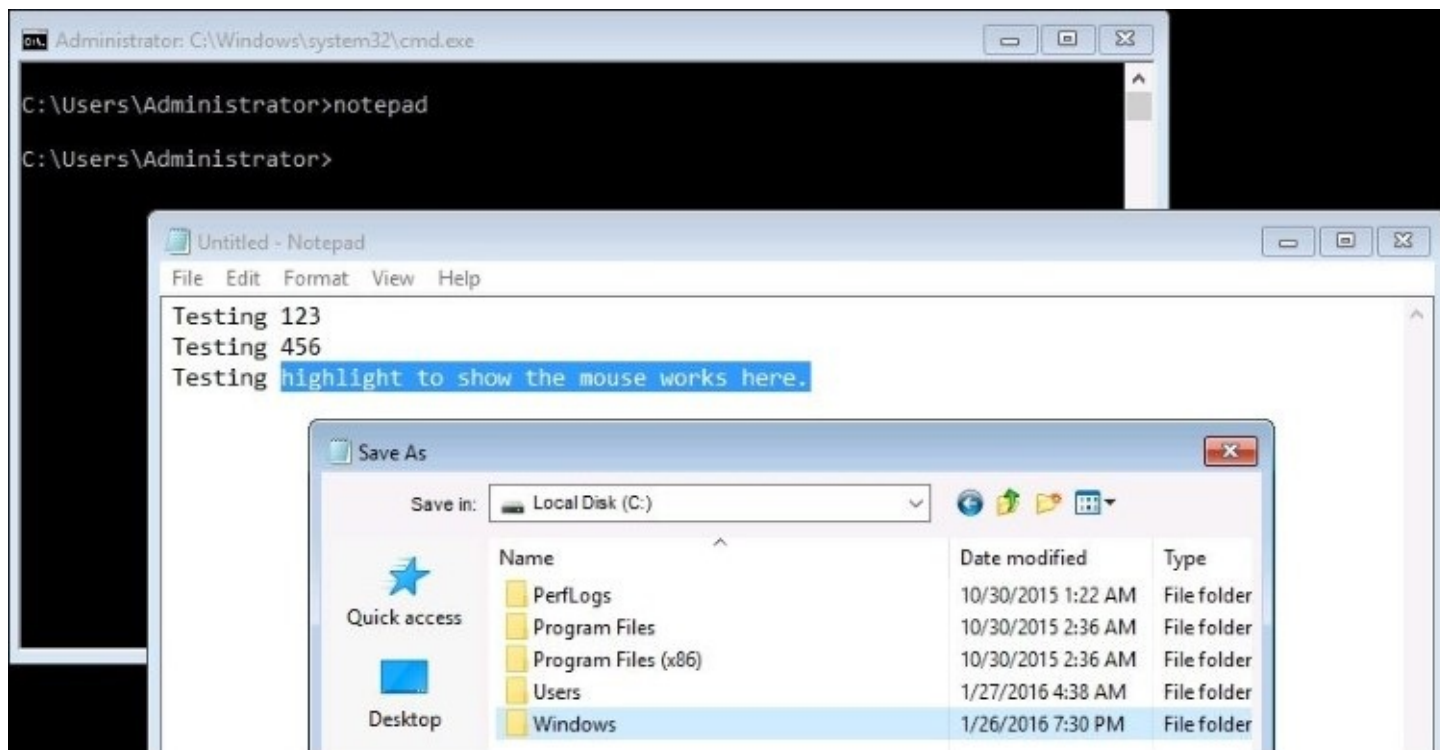 Administrator: C:\Windows\system32\cmd.exe
C:\Users\Administrator>notepad
C:\Users\Administrator>
Untitled - Notepad
File Edit Format View Help
Testing 123
Testing 456
Testing highlight to show the mouse works here.
Save As
Save in: Local Disk (C:)
Name Date modified Type
PerfLogs 10/30/2015 1:22 AM File folder
Program Files 10/30/2015 2:36 AM File folder
Program Files (x86) 10/30/2015 2:36 AM File folder
Users 1/27/2016 4:38 AM File folder
Windows 1/26/2016 7:30 PM File folder
Quick access
Desktop